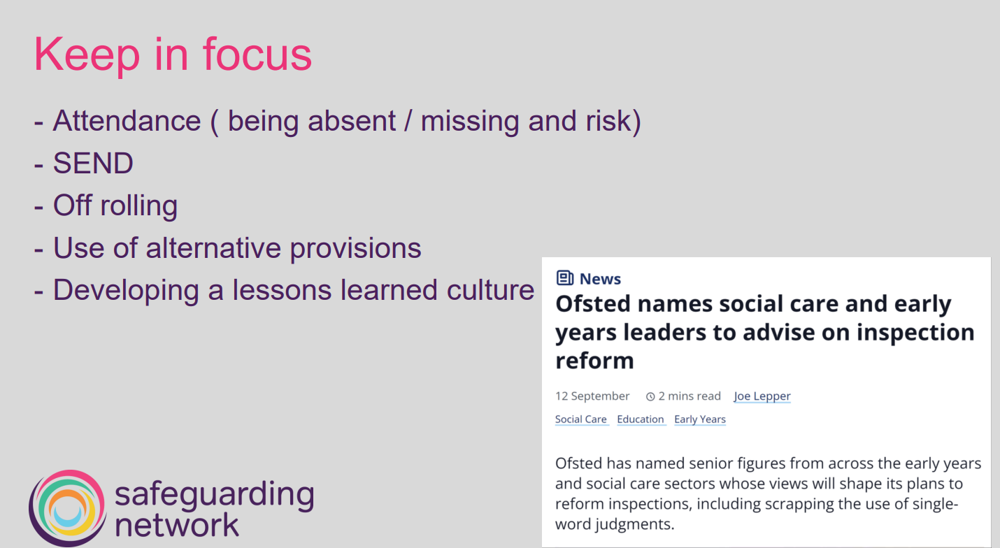 Keep in focus
- Attendance ( being absent / missing and risk)
- SEND
- Off rolling
- Use of alternative provisions
- Developing a lessons learned culture
News
Ofsted names social care and early
years leaders to advise on inspection
reform
12 September 2 mins read Joe Lepper
Social Care Education Early Years
Ofsted has named senior figures from across the early years
and social care sectors whose views will shape its plans to
reform inspections, including scrapping the use of single-
word judgments.
safeguarding
network